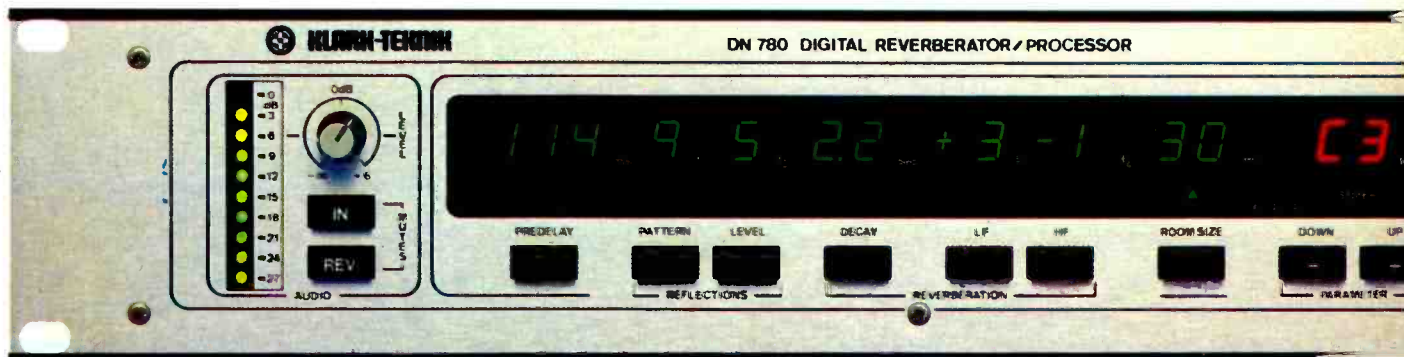 KLARK-TEKNIK
DN 780 DIGITAL REVERBERATOR/PROCESSOR
0
dB
3
6
9
12
15
18
21
24
27
0dB
LEVEL
-∞
6
IN
REV
MUTES
AUDIO
114 9 5 2.2 +3 -1 30 C3
PREDELAY PATTERN LEVEL DECAY LF HF ROOM SIZE DOWN UP
REFLECTIONS REVERBERATION PARAMETER